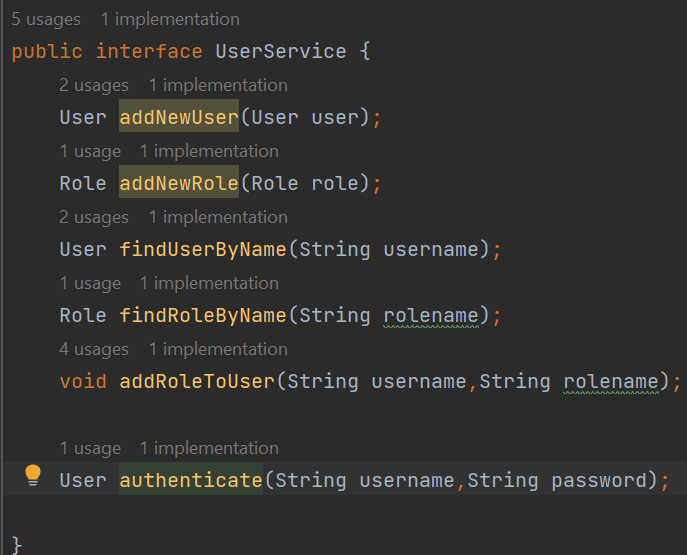 5 usages   1 implementation
public interface UserService {
2 usages   1 implementation
User addNewUser(User user);
1 usage   1 implementation
Role addNewRole(Role role);
2 usages   1 implementation
User findUserByName(String username);
1 usage   1 implementation
Role findRoleByName(String rolename);
4 usages   1 implementation
void addRoleToUser(String username,String rolename);
1 usage   1 implementation
User authenticate(String username,String password);
}